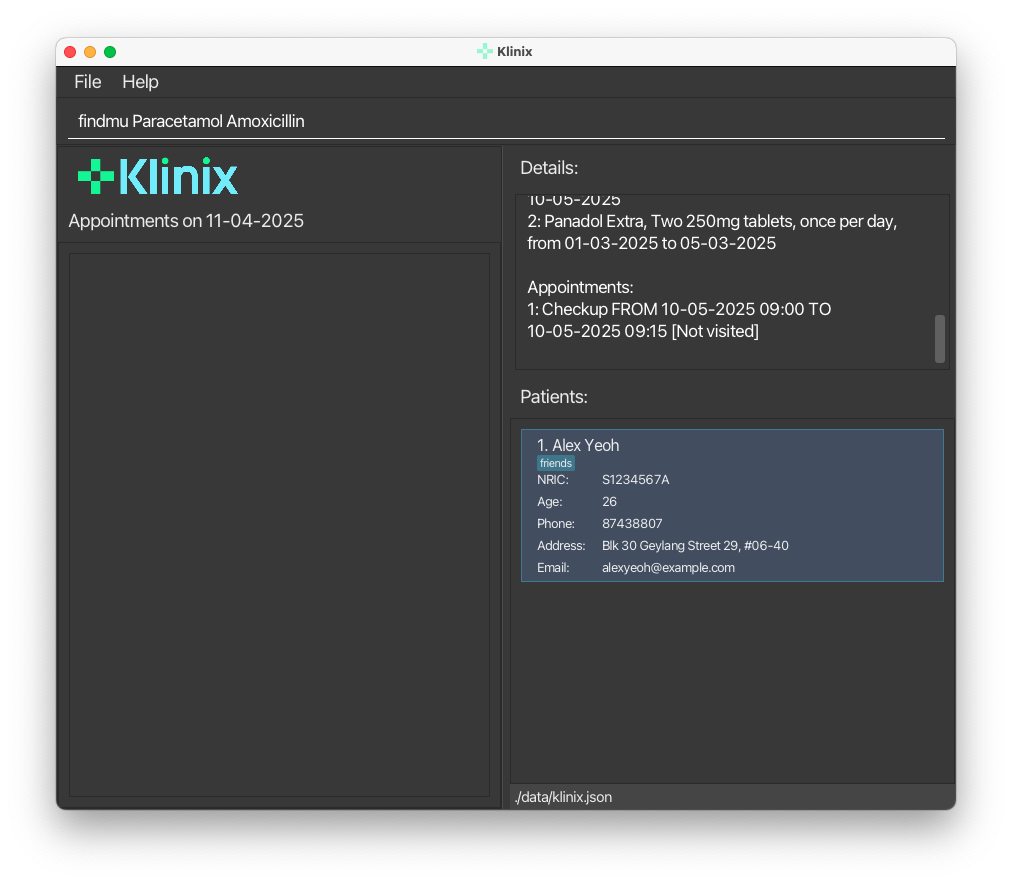 Klinix
File Help
findmu Paracetamol Amoxicillin
Klinix
Appointments on 11-04-2025
Details:
10-05-2025
2: Panadol Extra, Two 250mg tablets, once per day,
from 01-03-2025 to 05-03-2025
Appointments:
1: Checkup FROM 10-05-2025 09:00 TO
10-05-2025 09:15 [Not visited]
Patients:
1. Alex Yeoh
friends
NRIC: S1234567A
Age: 26
Phone: 87438807
Address: Blk 30 Geylang Street 29, #06-40
Email: alexyeoh@example.com
./data/klinix.json